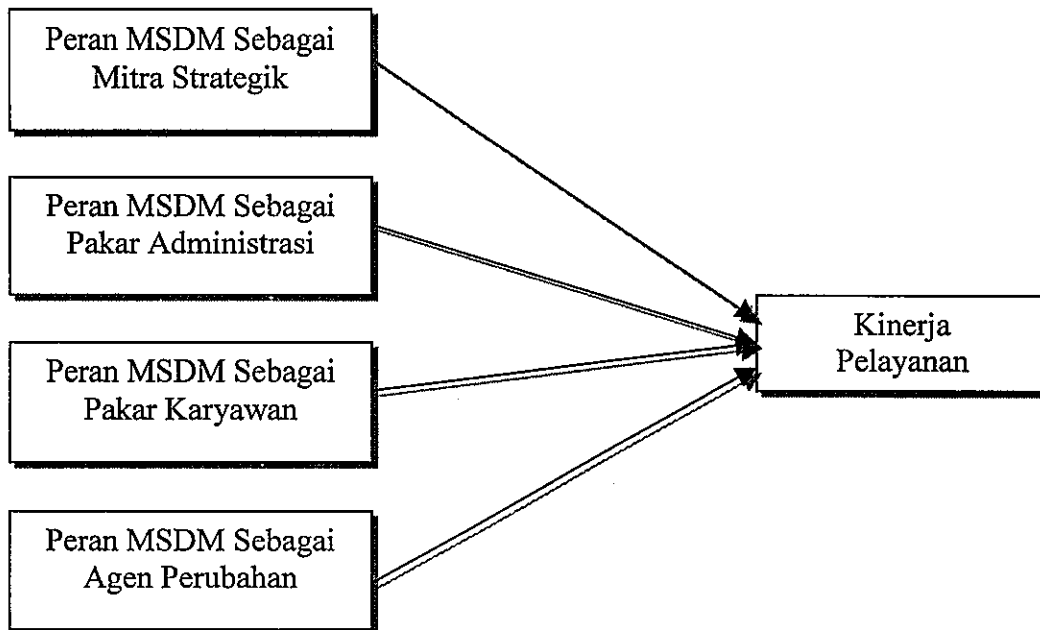 Peran MSDM Sebagai
Mitra Strategik
Peran MSDM Sebagai
Pakar Administrasi
Peran MSDM Sebagai
Pakar Karyawan
Peran MSDM Sebagai
Agen Perubahan
Kinerja
Pelayanan